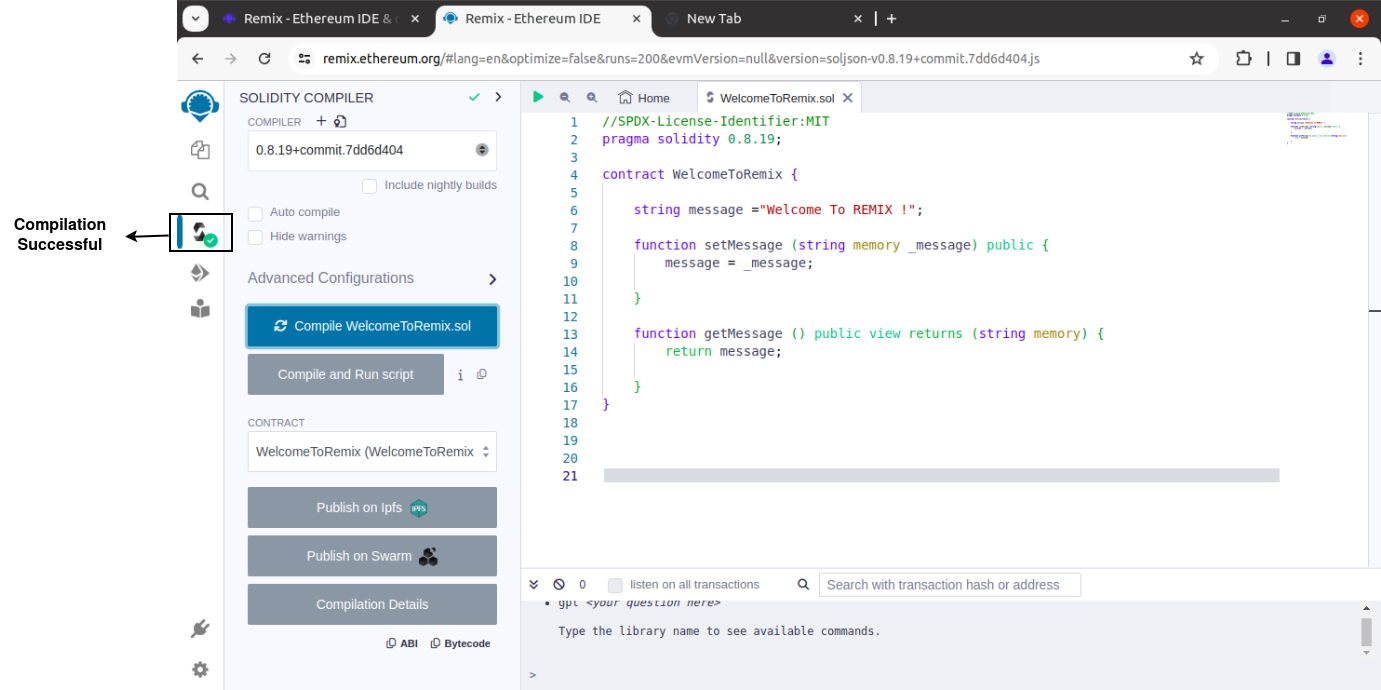 Remix - Ethereum IDE & c
Remix - Ethereum IDE
New Tab
remix.ethereum.org/#lang=en&optimize=false&runs=200&evmVersion=null&version=soljson-v0.8.19+commit.7dd6d404.js
Compilation
Successful
SOLIDITY COMPILER
COMPILER
0.8.19+commit.7dd6d404
Include nightly builds
Auto compile
Hide warnings
Advanced Configurations
Compile WelcomeToRemix.sol
Compile and Run script
CONTRACT
WelcomeToRemix (WelcomeToRemix
Publish on Ipfs
IPFS
Publish on Swarm
Compilation Details
ABI
Bytecode
Home
WelcomeToRemix.sol
1 //SPDX-License-Identifier:MIT
2 pragma solidity 0.8.19;
3
4 contract WelcomeToRemix {
5
6 string message ="Welcome To REMIX !";
7
8 function setMessage (string memory _message) public {
9 message = _message;
10
11 }
12
13 function getMessage () public view returns (string memory) {
14 return message;
15
16 }
17 }
18
19
20
21
0
listen on all transactions
Search with transaction hash or address
• gpt <your question here>
Type the library name to see available commands.
>